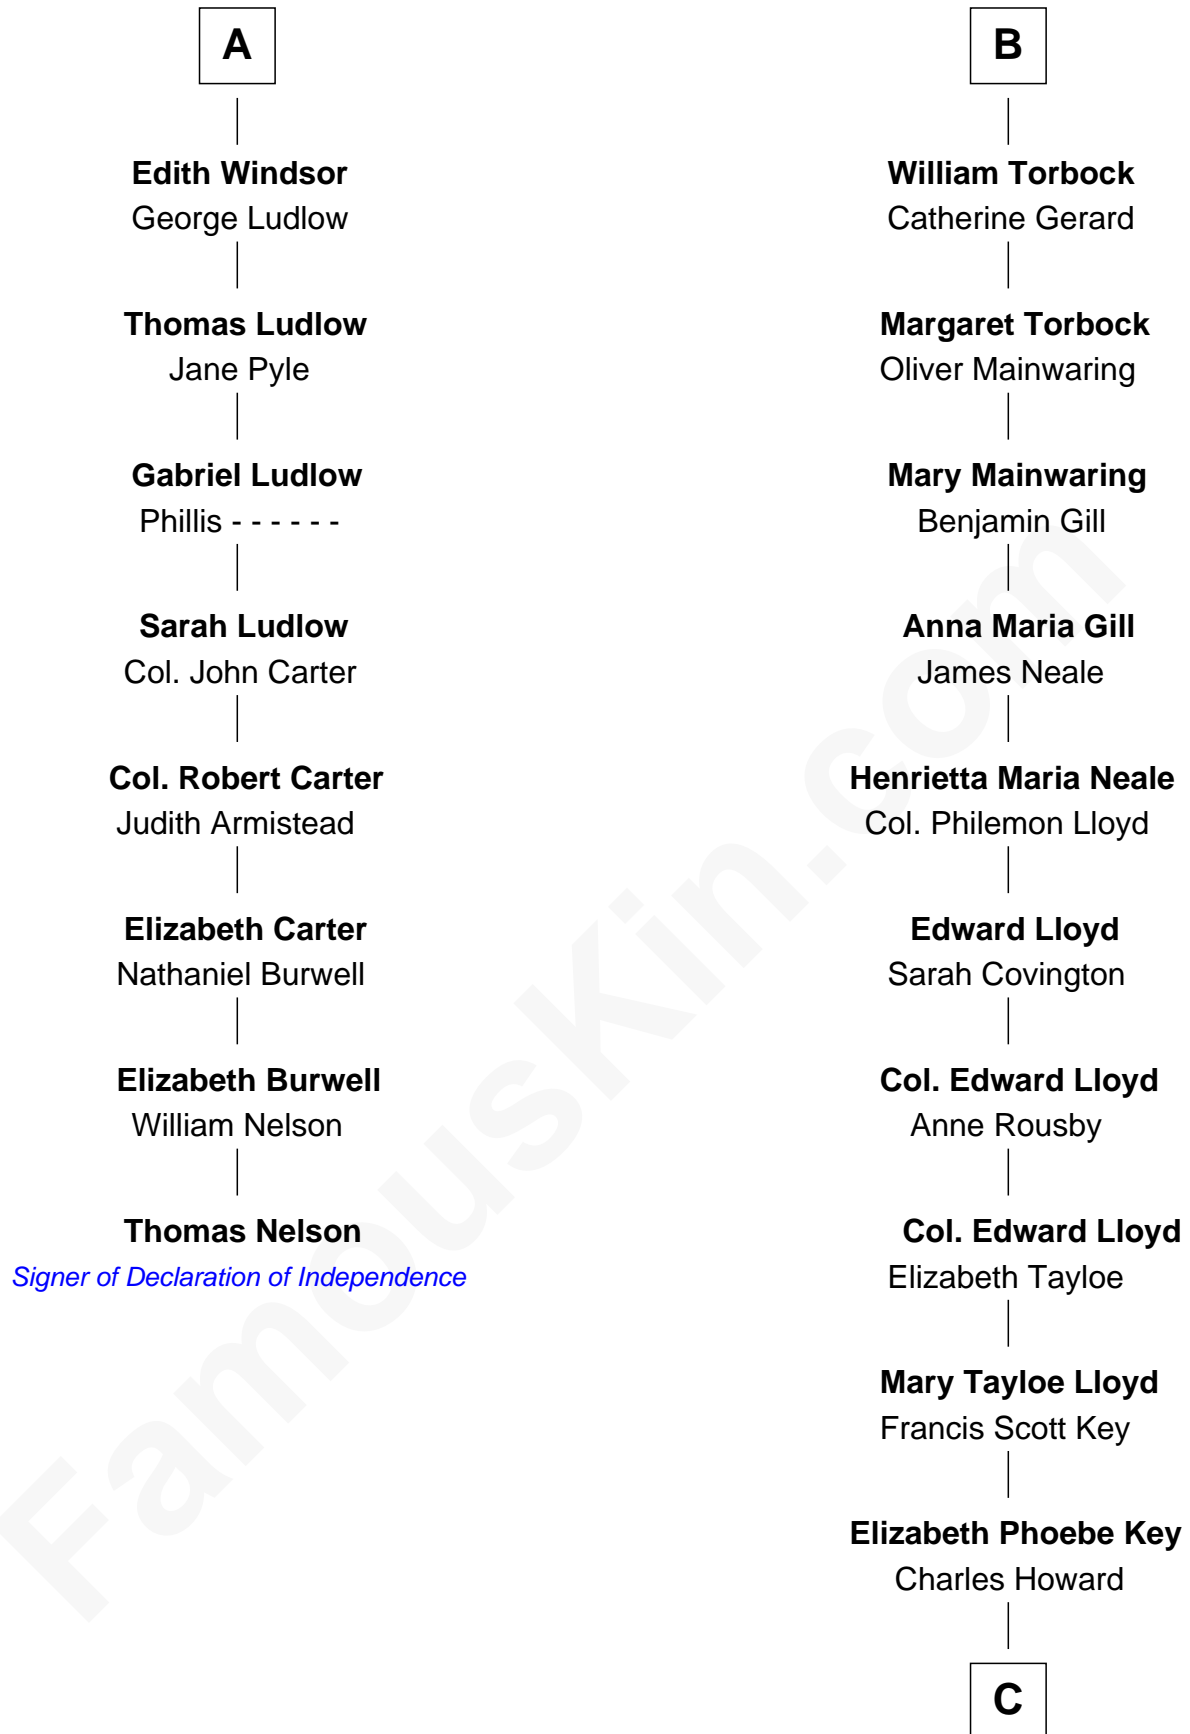 A
Edith Windsor
George Ludlow
Thomas Ludlow
Jane Pyle
Gabriel Ludlow
Phillis - - - - - -
Sarah Ludlow
Col. John Carter
Col. Robert Carter
Judith Armistead
Elizabeth Carter
Nathaniel Burwell
Elizabeth Burwell
William Nelson
Thomas Nelson
Signer of Declaration of Independence
B
William Torbock
Catherine Gerard
Margaret Torbock
Oliver Mainwaring
Mary Mainwaring
Benjamin Gill
Anna Maria Gill
James Neale
Henrietta Maria Neale
Col. Philemon Lloyd
Edward Lloyd
Sarah Covington
Col. Edward Lloyd
Anne Rousby
Col. Edward Lloyd
Elizabeth Tayloe
Mary Tayloe Lloyd
Francis Scott Key
Elizabeth Phoebe Key
Charles Howard
C
FamousKin.com